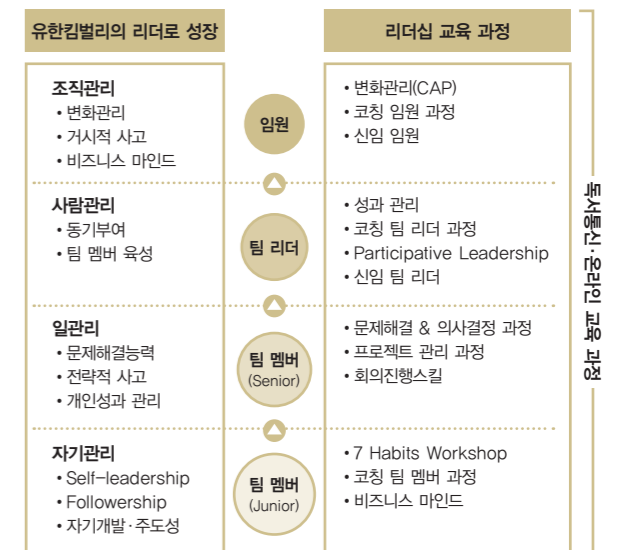 유한킴벌리의 리더로 성장
리더십 교육 과정
조직관리
• 변화관리
• 거시적 사고
• 비즈니스 마인드
임원
• 변화관리(CAP)
• 코칭 임원 과정
• 신임 임원
사람관리
• 동기부여
• 팀 멤버 육성
팀 리더
• 성과 관리
• 코칭 팀 리더 과정
• Participative Leadership
• 신임 팀 리더
일관리
• 문제해결능력
• 전략적 사고
• 개인성과 관리
팀 멤버
(Senior)
• 문제해결 & 의사결정 과정
• 프로젝트 관리 과정
• 회의진행스킬
자기관리
• Self-leadership
• Followership
• 자기개발·주도성
팀 멤버
(Junior)
• 7 Habits Workshop
• 코칭 팀 멤버 과정
• 비즈니스 마인드
독서통신·온라인 교육 과정